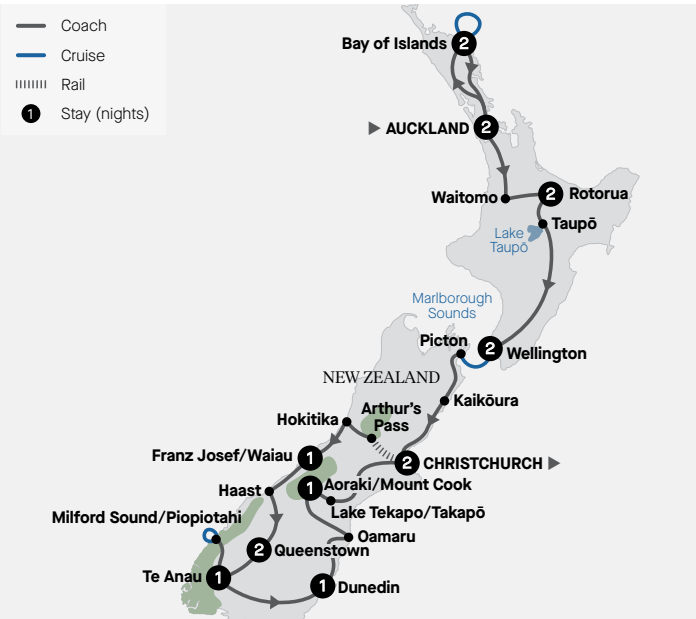 Coach
Cruise
Rail
1 Stay (nights)
Bay of Islands 2
AUCKLAND 2
Waitomo
2 Rotorua
Taupō
Lake
Taupō
Marlborough
Sounds
Picton
2 Wellington
NEW ZEALAND
Kaikōura
Arthur's
Pass
Hokitika
Franz Josef/Waiau 1
2 CHRISTCHURCH
1 Aoraki/Mount Cook
Haast
Lake Tekapo/Takapō
Milford Sound/Piopiotahi
Oamaru
2 Queenstown
Te Anau 1
1 Dunedin